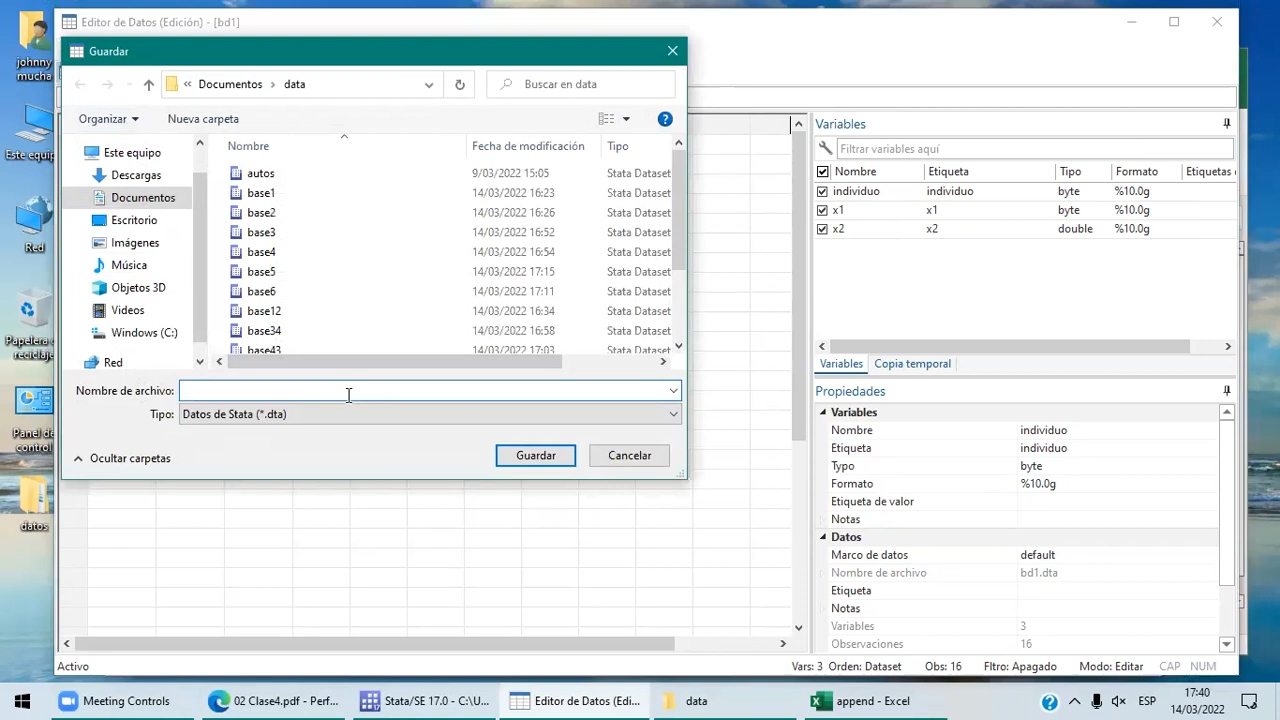 Editor de Datos (Edición) - [bd1]
Guardar
« Documentos › data
Buscar en data
Organizar
Nueva carpeta
Nombre Fecha de modificación Tipo
Este equipo
Descargas
Documentos
Escritorio
Imágenes
Música
Objetos 3D
Videos
Windows (C:)
Red
autos 9/03/2022 15:05 Stata Dataset
base1 14/03/2022 16:23 Stata Dataset
base2 14/03/2022 16:26 Stata Dataset
base3 14/03/2022 16:52 Stata Dataset
base4 14/03/2022 16:54 Stata Dataset
base5 14/03/2022 17:15 Stata Dataset
base6 14/03/2022 17:11 Stata Dataset
base12 14/03/2022 16:34 Stata Dataset
base34 14/03/2022 16:58 Stata Dataset
base43 14/03/2022 17:03 Stata Dataset
Nombre de archivo:
Tipo: Datos de Stata (*.dta)
Ocultar carpetas
Guardar
Cancelar
johnny
mucha
Este equipo
Red
Papelera de
reciclaje
Panel de
control
datos
Variables
Filtrar variables aquí
Nombre Etiqueta Tipo Formato Etiquetas
individuo individuo byte %10.0g
x1 x1 byte %10.0g
x2 x2 double %10.0g
Variables Copia temporal
Propiedades
Variables
Nombre individuo
Etiqueta individuo
Typo byte
Formato %10.0g
Etiqueta de valor
Notas
Datos
Marco de datos default
Nombre de archivo bd1.dta
Etiqueta
Notas
Variables 3
Observaciones 16
Activo
Vars: 3 Orden: Dataset Obs: 16 Fltro: Apagado Modo: Editar CAP NUM
Meeting Controls
02 Clase4.pdf - Perf...
Stata/SE 17.0 - C:\U...
Editor de Datos (Edi...
data
append - Excel
ESP
17:40
14/03/2022